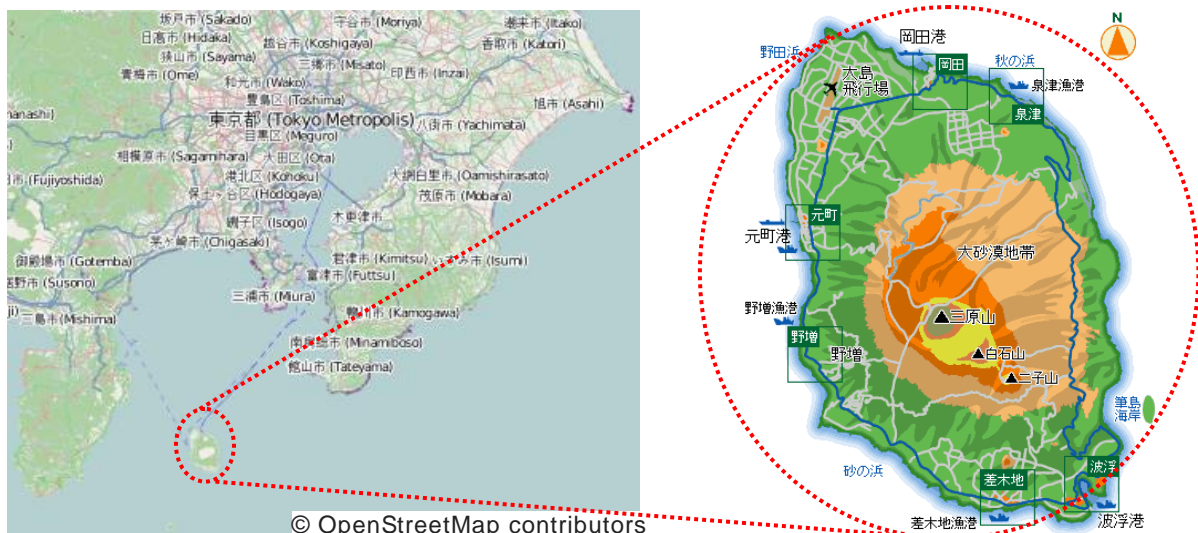 坂戸市 (Sakado)
守谷市 (Moriya)
潮来市 (Itako)
日高市 (Hidaka)
越谷市 (Koshigaya)
香取市 (Katori)
狭山市 (Sayama)
三郷市 (Misato)
青梅市 (Ome)
和光市 (Wako)
印西市 (Inzai)
豊島区 (Toshima)
旭市 (Asahi)
東京都 (Tokyo Metropolis)
八街市 (Yachimata)
目黒区 (Meguro)
相模原市 (Sagamihara)
大田区 (Ota)
(Fujiyoshida)
港北区 (Kohoku)
大網白里市 (Oamishirasato)
保土ヶ谷区 (Hodogaya)
茂原市 (Mobara)
磯子区 (Isogo)
木更津市
茅ヶ崎市 (Chigasaki)
御殿場市 (Gotemba)
君津市 (Kimitsu)
いすみ市 (Isumi)
裾野市 (Susono)
富津市 (Futtsu)
三浦市 (Miura)
三島市 (Mishima)
鴨川市 (Kamogawa)
南房総市 (Minamiboso)
館山市 (Tateyama)
© OpenStreetMap contributors
N
岡田港
野田浜
岡田
秋の浜
大島
飛行場
泉津漁港
泉津
元町
元町港
大砂漠地帯
野増漁港
三原山
野増
野増
白石山
二子山
筆島
海岸
砂の浜
差木地
波浮
差木地漁港
波浮港